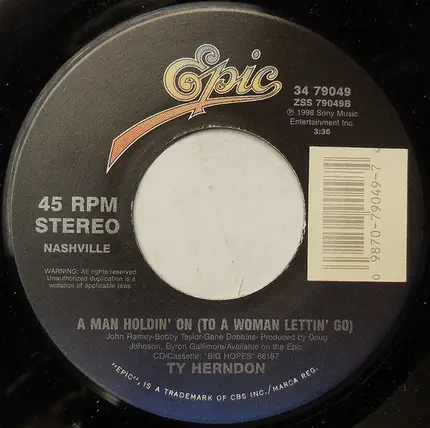 Epic
34 79049
ZSS 79049B
℗ 1998 Sony Music
Entertainment Inc.
3:36
45 RPM
STEREO
NASHVILLE
0 9870-79049-7 4
WARNING: All rights reserved.
Unauthorized duplication is a
violation of applicable laws.
A MAN HOLDIN' ON (TO A WOMAN LETTIN' GO)
John Ramey-Bobby Taylor-Gene Dobbins- Produced by Doug
Johnson, Byron Gallimore/Available on the Epic
CD/Cassette: "BIG HOPES" 68167
TY HERNDON
"EPIC", IS A TRADEMARK OF CBS INC./MARCA REG.